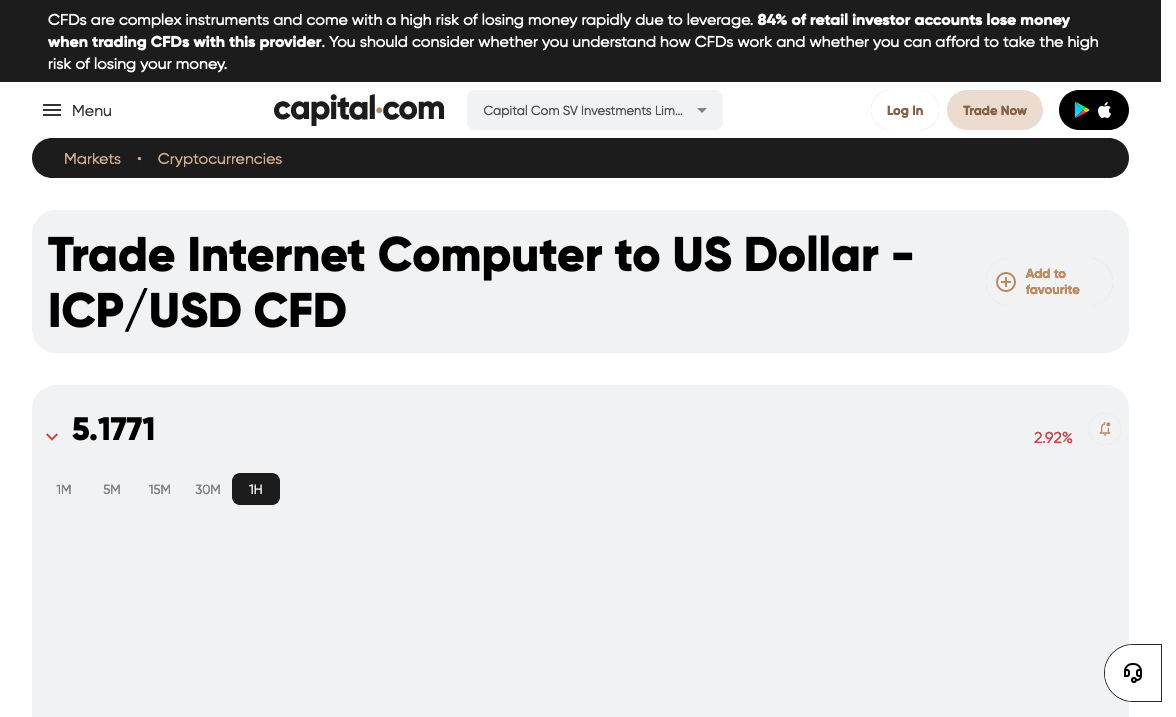 CFDs are complex instruments and come with a high risk of losing money rapidly due to leverage. 84% of retail investor accounts lose money
when trading CFDs with this provider. You should consider whether you understand how CFDs work and whether you can afford to take the high
risk of losing your money.
Menu
capital.com
Capital Com SV Investments Lim...
Log In
Trade Now
Markets • Cryptocurrencies
Trade Internet Computer to US Dollar -
ICP/USD CFD
Add to
favourite
5.1771
2.92%
1M 5M 15M 30M 1H